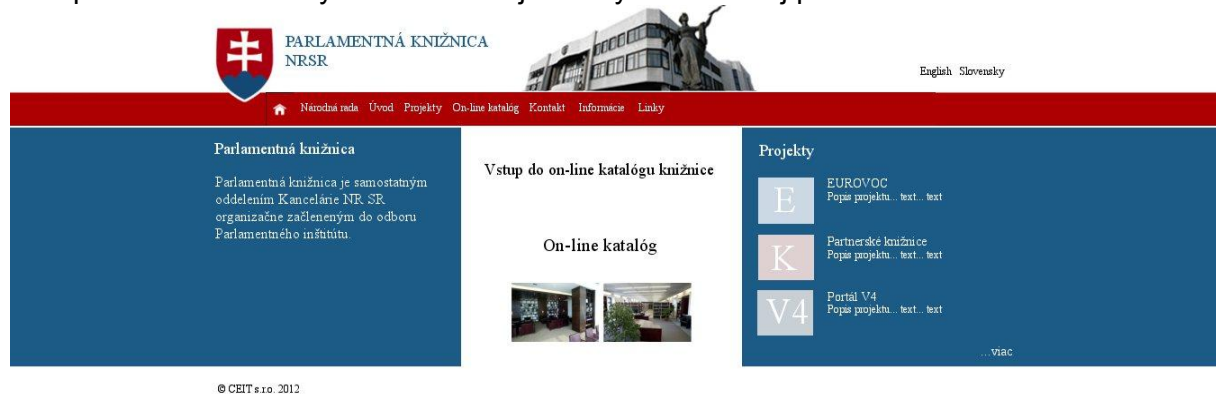 PARLAMENTNÁ KNIŽNICA
NRSR
English Slovensky
Národná rada Úvod Projekty On-line katalóg Kontakt Informácie Linky
Parlamentná knižnica
Parlamentná knižnica je samostatným
oddelením Kancelárie NR SR
organizačne začleneným do odboru
Parlamentného inštitútu.
Vstup do on-line katalógu knižnice
On-line katalóg
Projekty
E
EUROVOC
Popis projektu... text... text
K
Partnerské knižnice
Popis projektu... text... text
V4
Portál V4
Popis projektu... text... text
...viac
© CEIT s.r.o. 2012